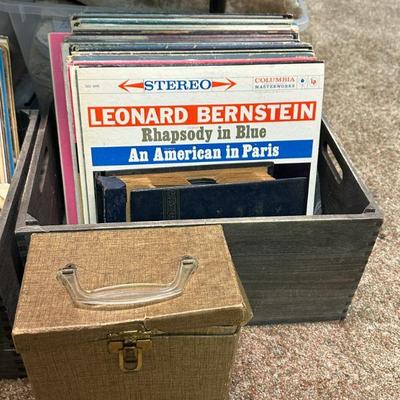 STEREO
COLUMBIA
MASTERWORKS
LEONARD BERNSTEIN
Rhapsody in Blue
An American in Paris